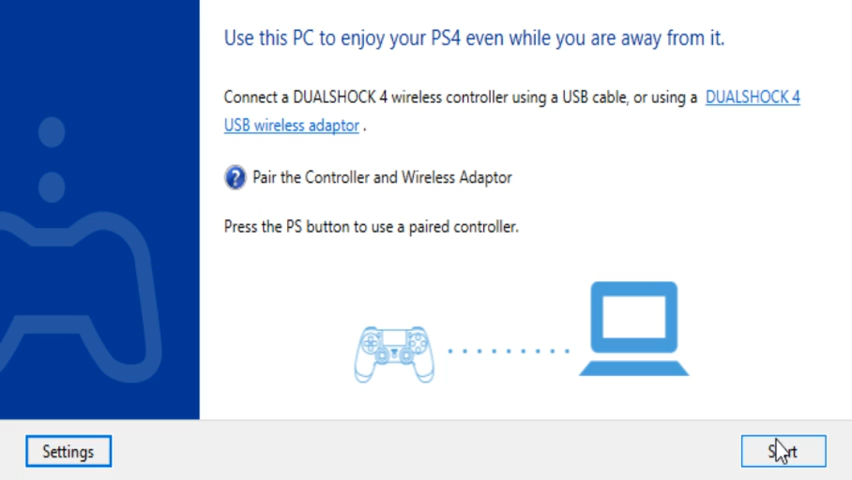 Use this PC to enjoy your PS4 even while you are away from it.
Connect a DUALSHOCK 4 wireless controller using a USB cable, or using a DUALSHOCK 4
USB wireless adaptor .
? Pair the Controller and Wireless Adaptor
Press the PS button to use a paired controller.
Settings